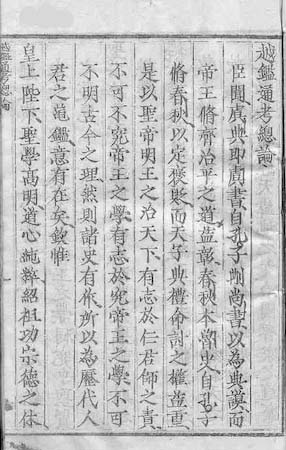 越鑑通考總論
臣聞虞典即虞書自孔子刪尚書以為典謨而
帝王脩齊治平之道益彰春秋本魯史自孔子
脩春秋以定褒貶而天子典禮命討之權益重
是以聖帝明王之治天下有志於仁君師之責
不可不究帝王之學有志於究帝王之學不可
不明古今之理然則諸史有作所以為歷代人
君之龜鑑意有在矣欽惟
皇上陛下聖學高明道心純粹紹祖功宗德之休
越鑑通考總論